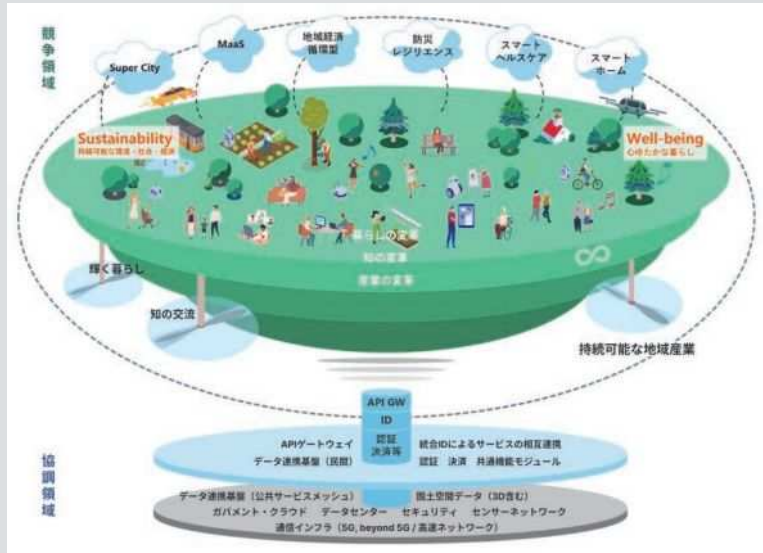 競争領域
Super City
MaaS
地域経済
循環型
防災
レジリエンス
スマート
ヘルスケア
スマート
ホーム
Sustainability
持続可能な環境・社会・経済
Well-being
心ゆたかな暮らし
暮らしの変革
知の変革
産業の変革
輝く暮らし
知の交流
持続可能な地域産業
API GW
ID
認証
決済等
協調領域
APIゲートウェイ
統合IDによるサービスの相互連携
データ連携基盤（民間）
認証 決済 共通機能モジュール
データ連携基盤（公共サービスメッシュ）
国土空間データ（3D含む）
ガバメント・クラウド データセンター セキュリティ センサーネットワーク
通信インフラ（5G, beyond 5G / 高速ネットワーク）